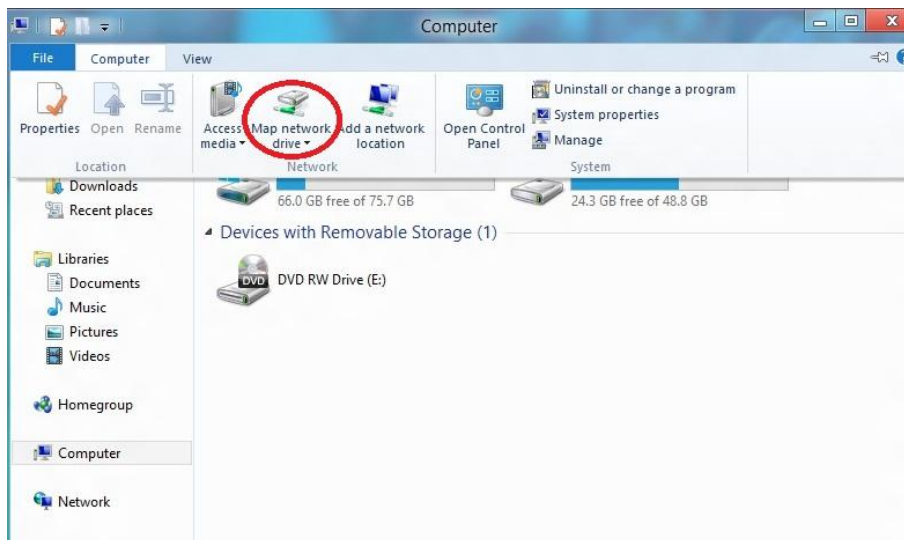 Computer
File
Computer
View
Properties
Open
Rename
Access
media
Map network
drive
Add a network
location
Open Control
Panel
Uninstall or change a program
System properties
Manage
Location
Network
System
Downloads
Recent places
Libraries
Documents
Music
Pictures
Videos
Homegroup
Computer
Network
66.0 GB free of 75.7 GB
24.3 GB free of 48.8 GB
Devices with Removable Storage (1)
DVD
DVD RW Drive (E:)